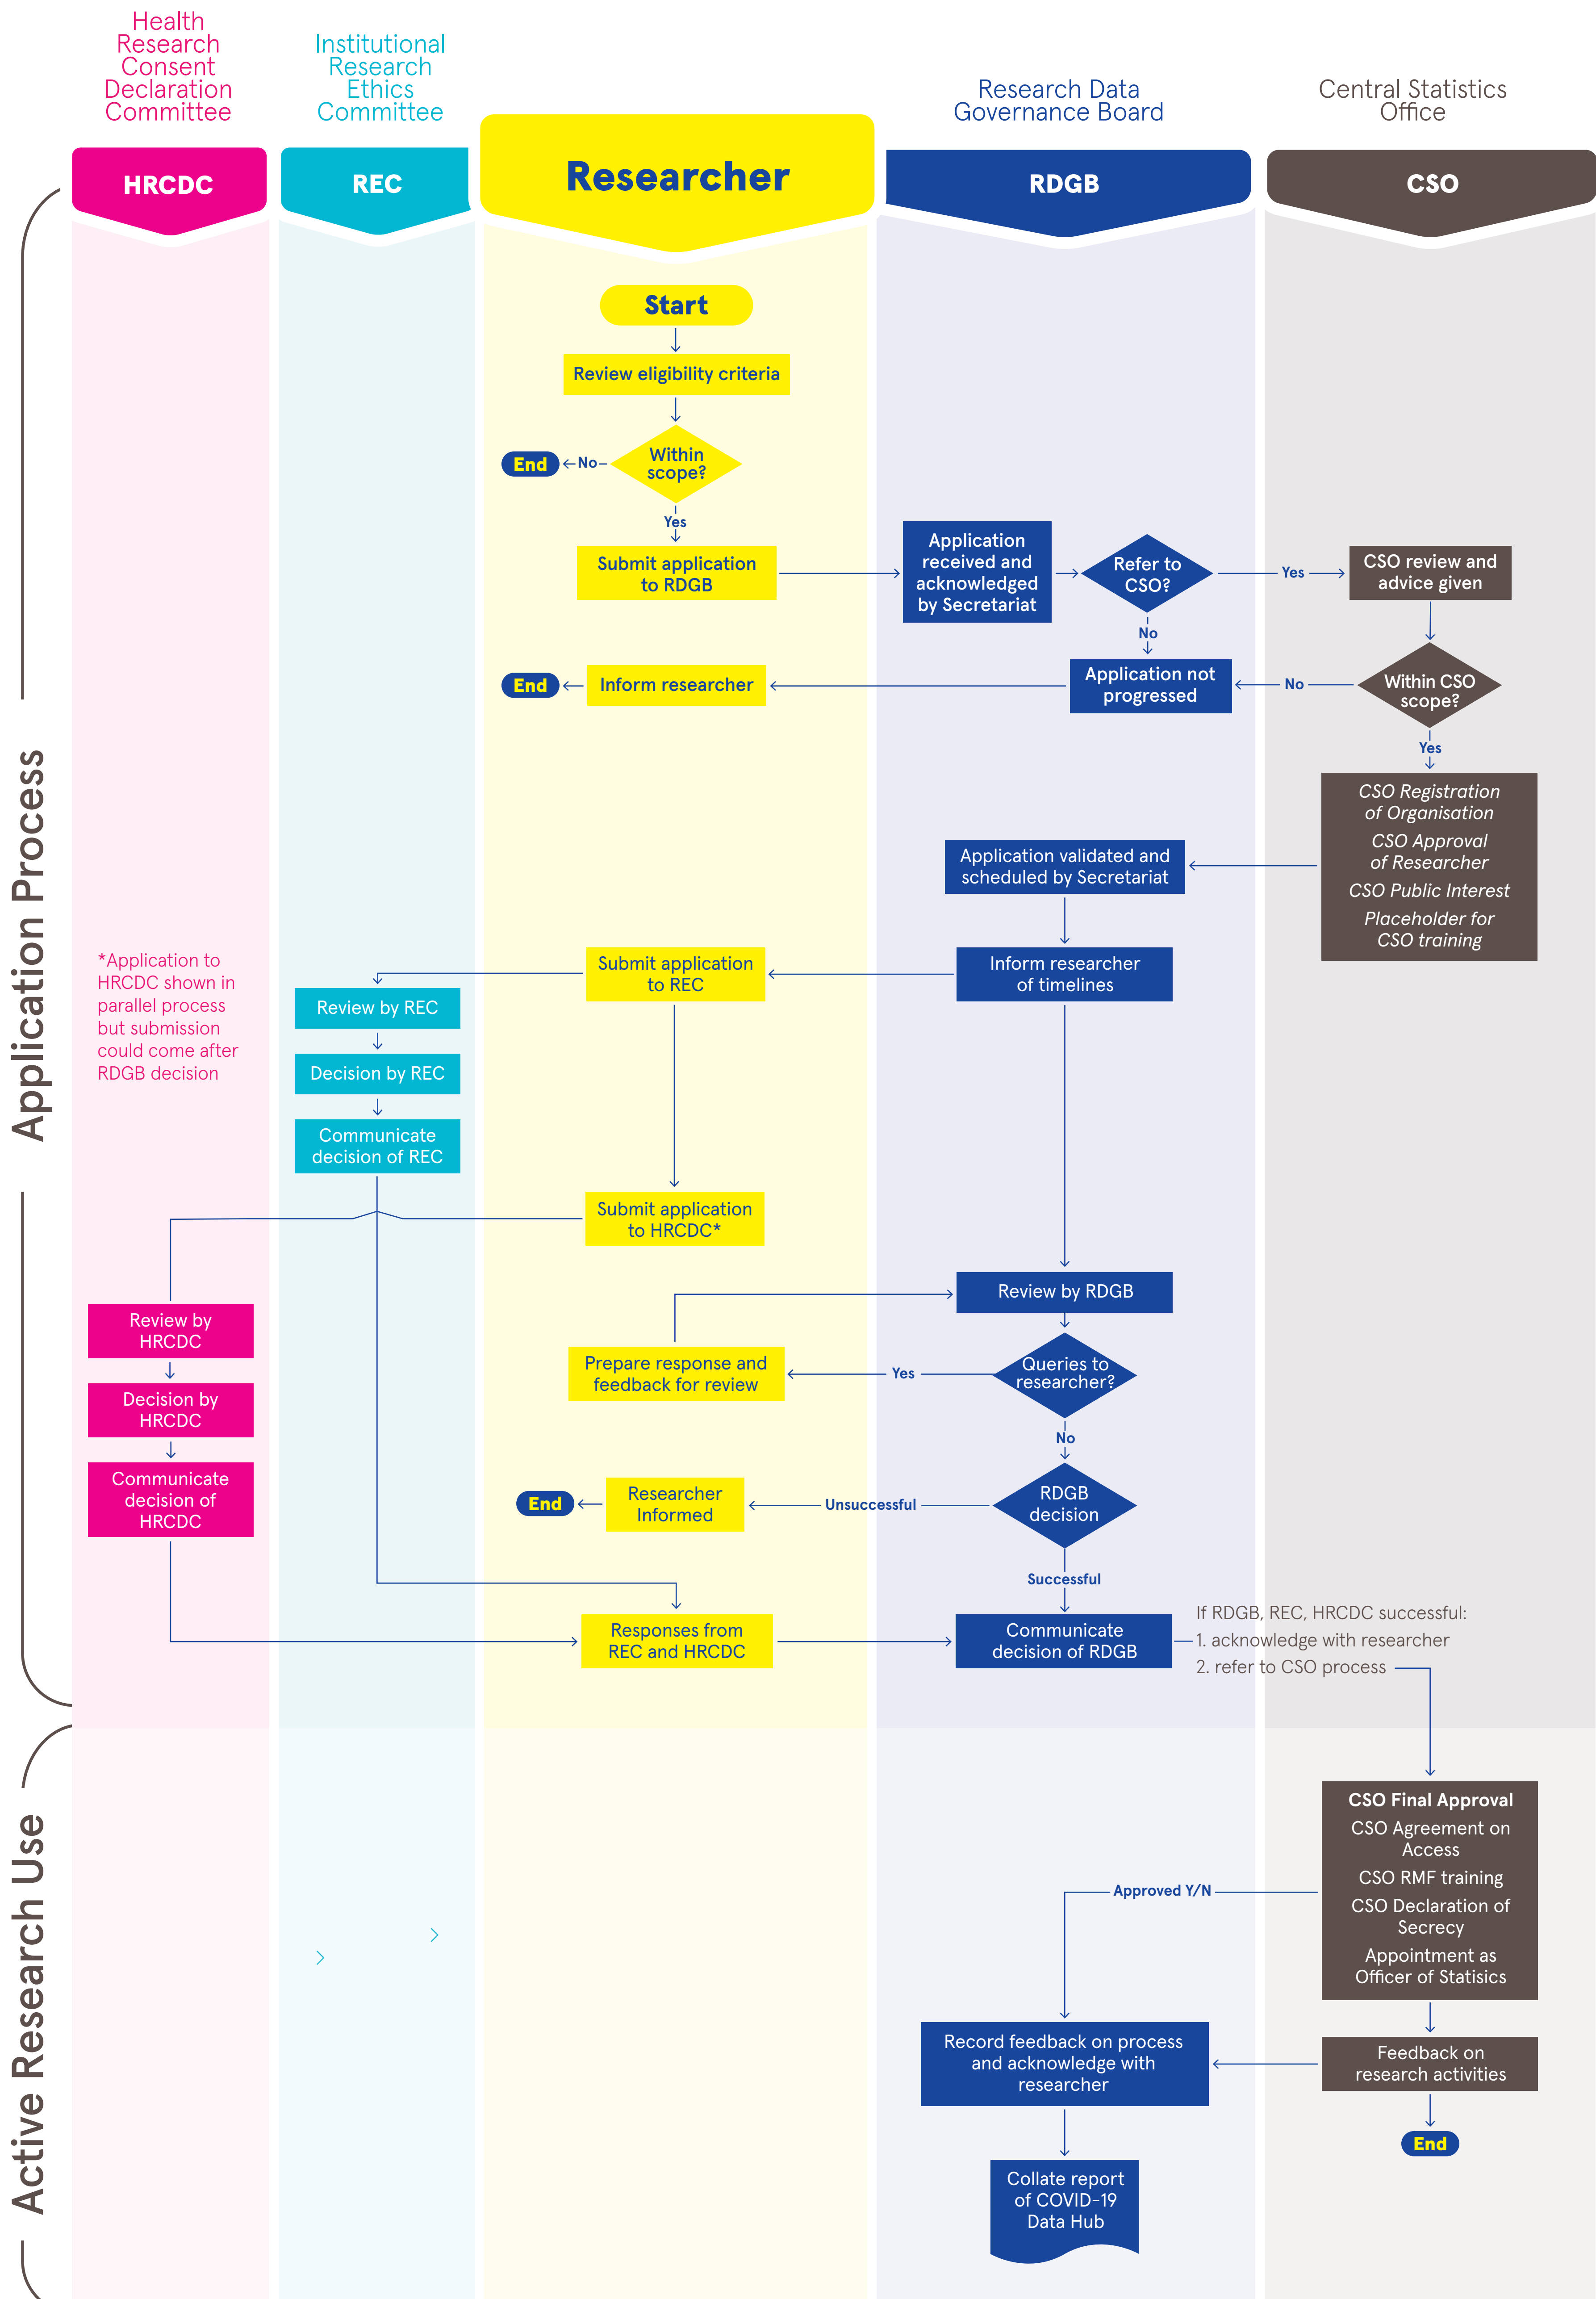 Health
Research
Consent
Declaration
Committee
Institutional
Research
Ethics
Committee
Research Data
Governance Board
Central Statistics
Office
HRCDC
REC
Researcher
RDGB
CSO
Application Process
Start
Review eligibility criteria
Within
scope?
No
End
Yes
Submit application
to RDGB
Application
received and
acknowledged
by Secretariat
Refer to
CSO?
Yes
CSO review and
advice given
No
End
Inform researcher
Application not
progressed
No
Within CSO
scope?
Yes
CSO Registration
of Organisation
CSO Approval
of Researcher
CSO Public Interest
Placeholder for
CSO training
Application validated and
scheduled by Secretariat
*Application to
HRCDC shown in
parallel process
but submission
could come after
RDGB decision
Submit application
to REC
Inform researcher
of timelines
Review by REC
Decision by REC
Communicate
decision of REC
Submit application
to HRCDC*
Review by RDGB
Review by
HRCDC
Prepare response and
feedback for review
Yes
Queries to
researcher?
Decision by
HRCDC
No
Communicate
decision of
HRCDC
End
Researcher
Informed
Unsuccessful
RDGB
decision
Successful
Responses from
REC and HRCDC
Communicate
decision of RDGB
If RDGB, REC, HRCDC successful:
1. acknowledge with researcher
2. refer to CSO process
Active Research Use
CSO Final Approval
CSO Agreement on
Access
CSO RMF training
CSO Declaration of
Secrecy
Appointment as
Officer of Statisics
Approved Y/N
Record feedback on process
and acknowledge with
researcher
Feedback on
research activities
End
Collate report
of COVID-19
Data Hub